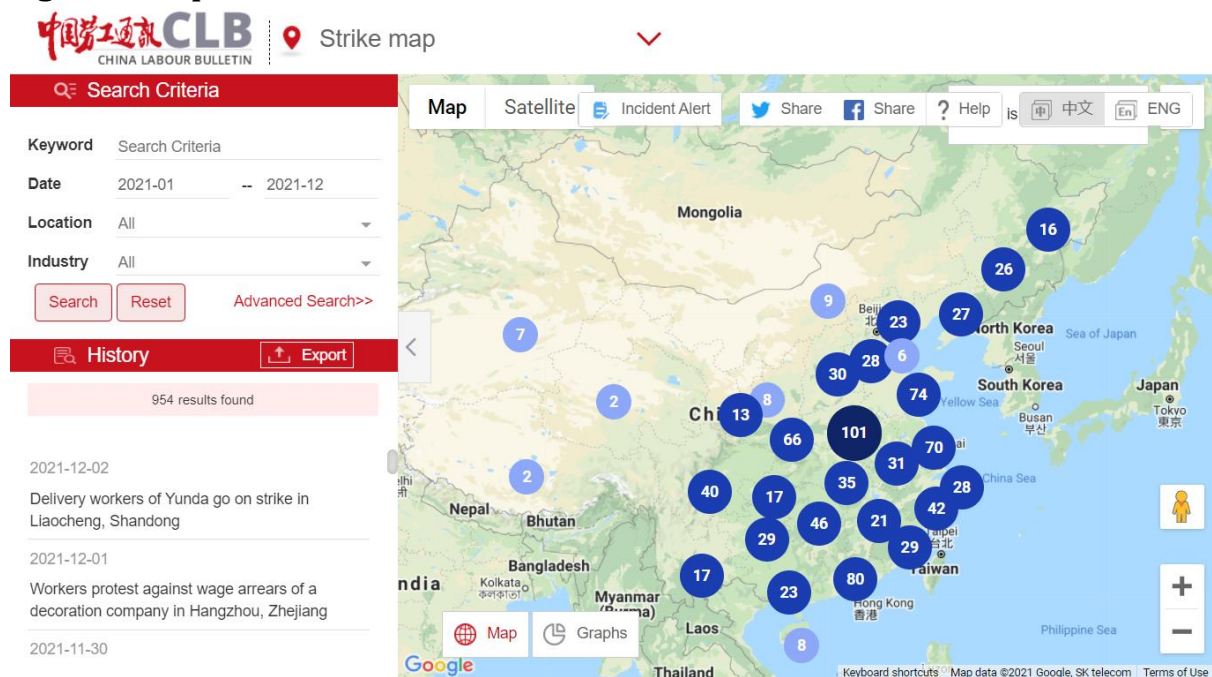 中国劳工通讯 CLB
CHINA LABOUR BULLETIN
Strike map
Search Criteria
Keyword Search Criteria
Date 2021-01 -- 2021-12
Location All
Industry All
Search Reset Advanced Search>>
History Export
954 results found
2021-12-02
Delivery workers of Yunda go on strike in
Liaocheng, Shandong
2021-12-01
Workers protest against wage arrears of a
decoration company in Hangzhou, Zhejiang
2021-11-30
Map Satellite Incident Alert Share Share ? Help is 中文 En ENG
Mongolia
16
26
9
27
23
North Korea
Sea of Japan
7
Seoul
서울
28
6
30
South Korea
Japan
74
Yellow Sea
Tokyo
東京
Busan
부산
2
8
13
101
66
70
31
2
40
17
35
28
China Sea
42
Nepal
Bhutan
46
21
29
29
台北
Taiwan
Bangladesh
17
80
23
Kolkata
Myanmar
Hong Kong
香港
Laos
8
Philippine Sea
Map Graphs
Google
Thailand
Keyboard shortcuts Map data ©2021 Google, SK telecom Terms of Use